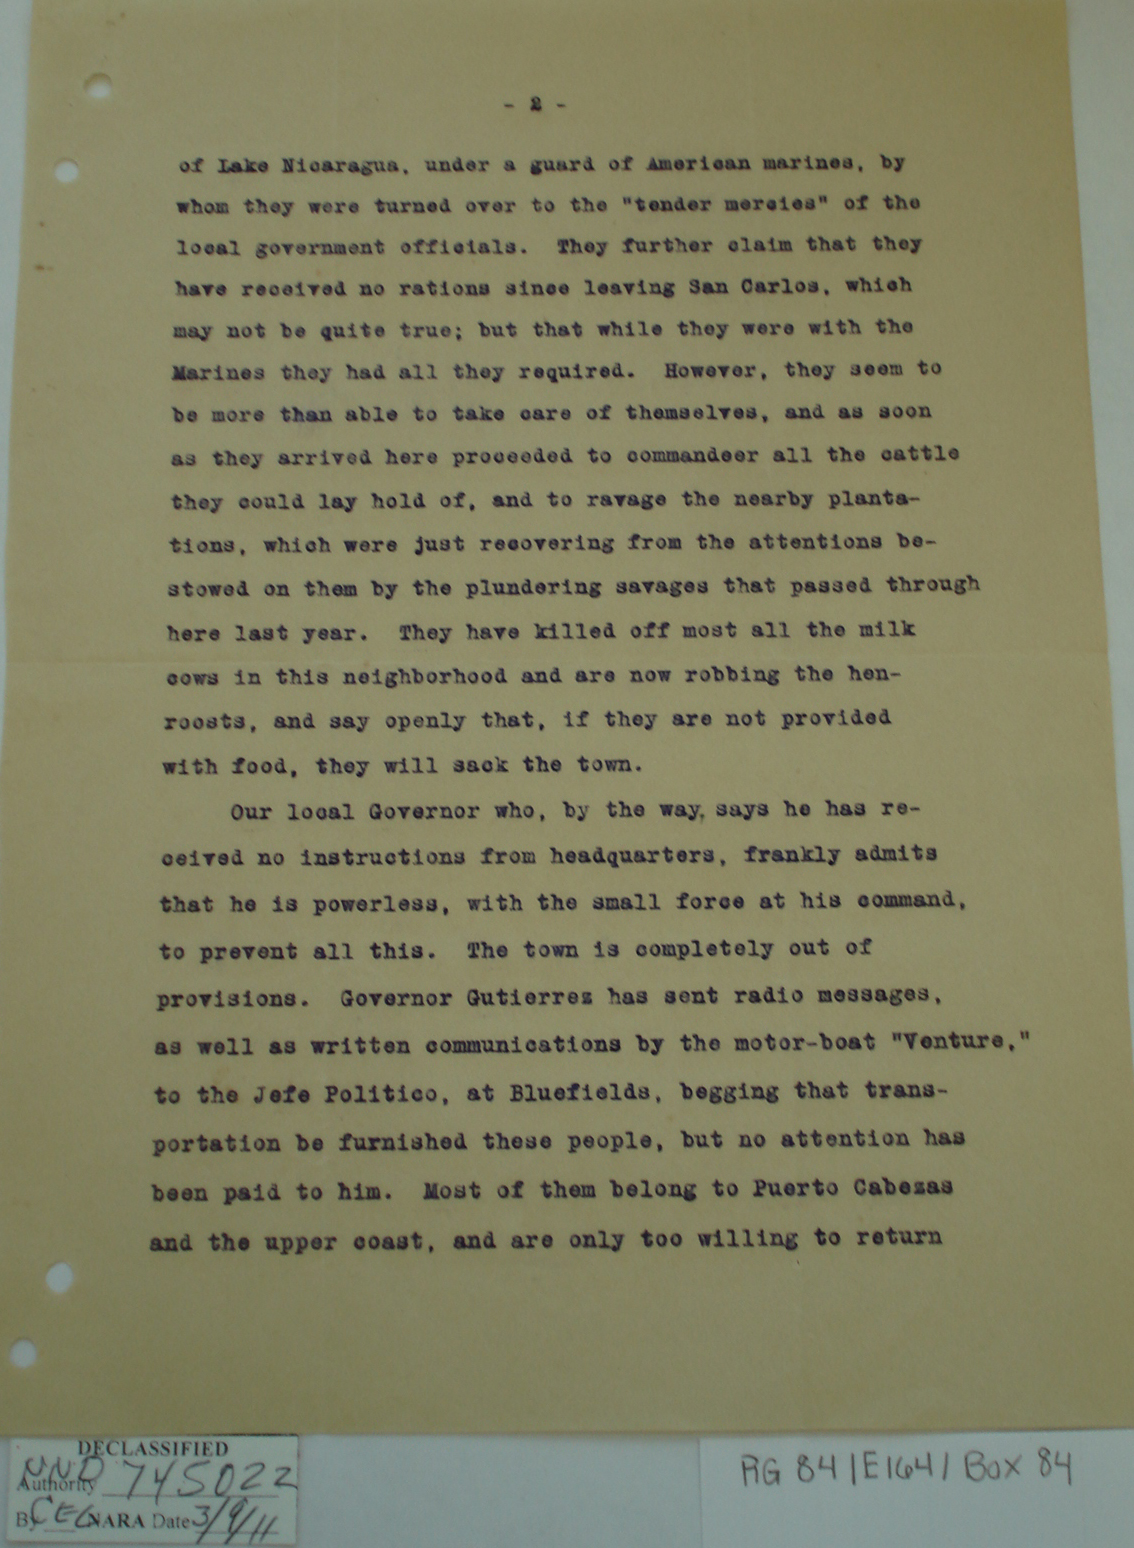 - 2 -
of Lake Nicaragua, under a guard of American marines, by
whom they were turned over to the "tender mercies" of the
local government officials. They further claim that they
have received no rations since leaving San Carlos, which
may not be quite true; but that while they were with the
Marines they had all they required. However, they seem to
be more than able to take care of themselves, and as soon
as they arrived here proceeded to commandeer all the cattle
they could lay hold of, and to ravage the nearby planta-
tions, which were just recovering from the attentions be-
stowed on them by the plundering savages that passed through
here last year. They have killed off most all the milk
cows in this neighborhood and are now robbing the hen-
roosts, and say openly that, if they are not provided
with food, they will sack the town.
Our local Governor who, by the way, says he has re-
ceived no instructions from headquarters, frankly admits
that he is powerless, with the small force at his command,
to prevent all this. The town is completely out of
provisions. Governor Gutierrez has sent radio messages,
as well as written communications by the motor-boat "Venture,"
to the Jefe Politico, at Bluefields, begging that trans-
portation be furnished these people, but no attention has
been paid to him. Most of them belong to Puerto Cabezas
and the upper coast, and are only too willing to return
DECLASSIFIED
Authority NND 745022
By CEC NARA Date 3/9/11
RG 84 | E164 | Box 84